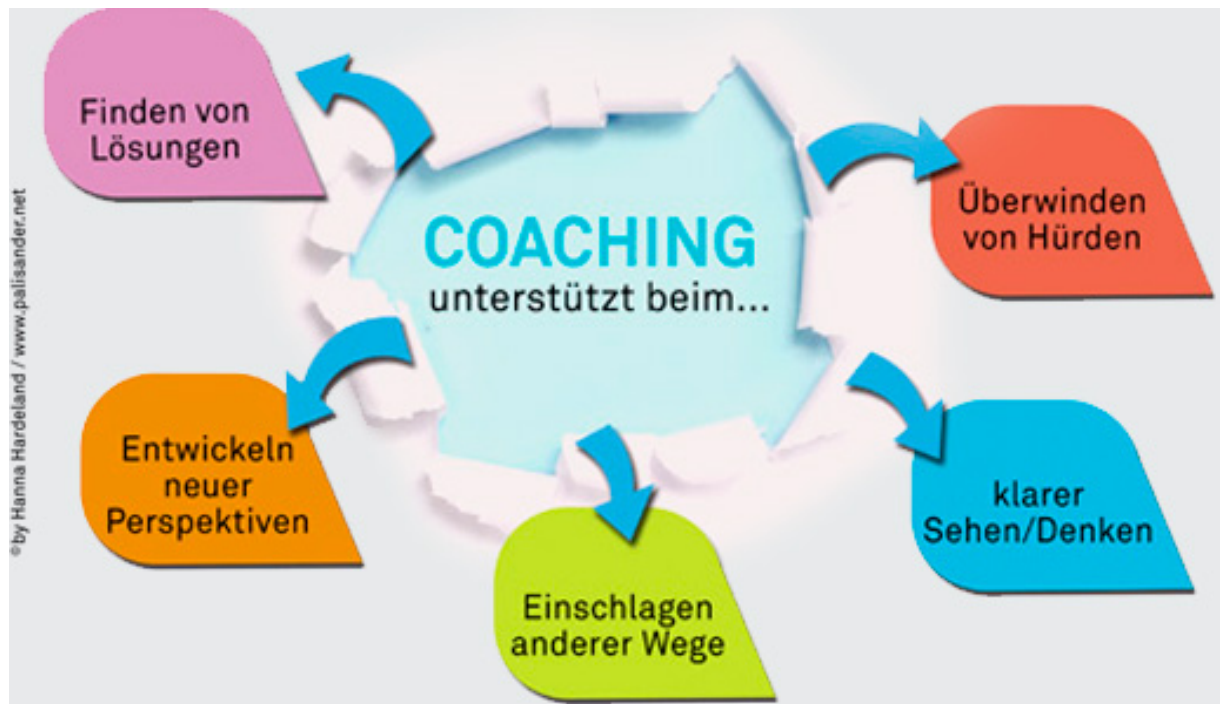 Finden von
Lösungen
COACHING
unterstützt beim...
Überwinden
von Hürden
Entwickeln
neuer
Perspektiven
klarer
Sehen/Denken
Einschlagen
anderer Wege
©by Hanna Hardeland / www.palisander.net